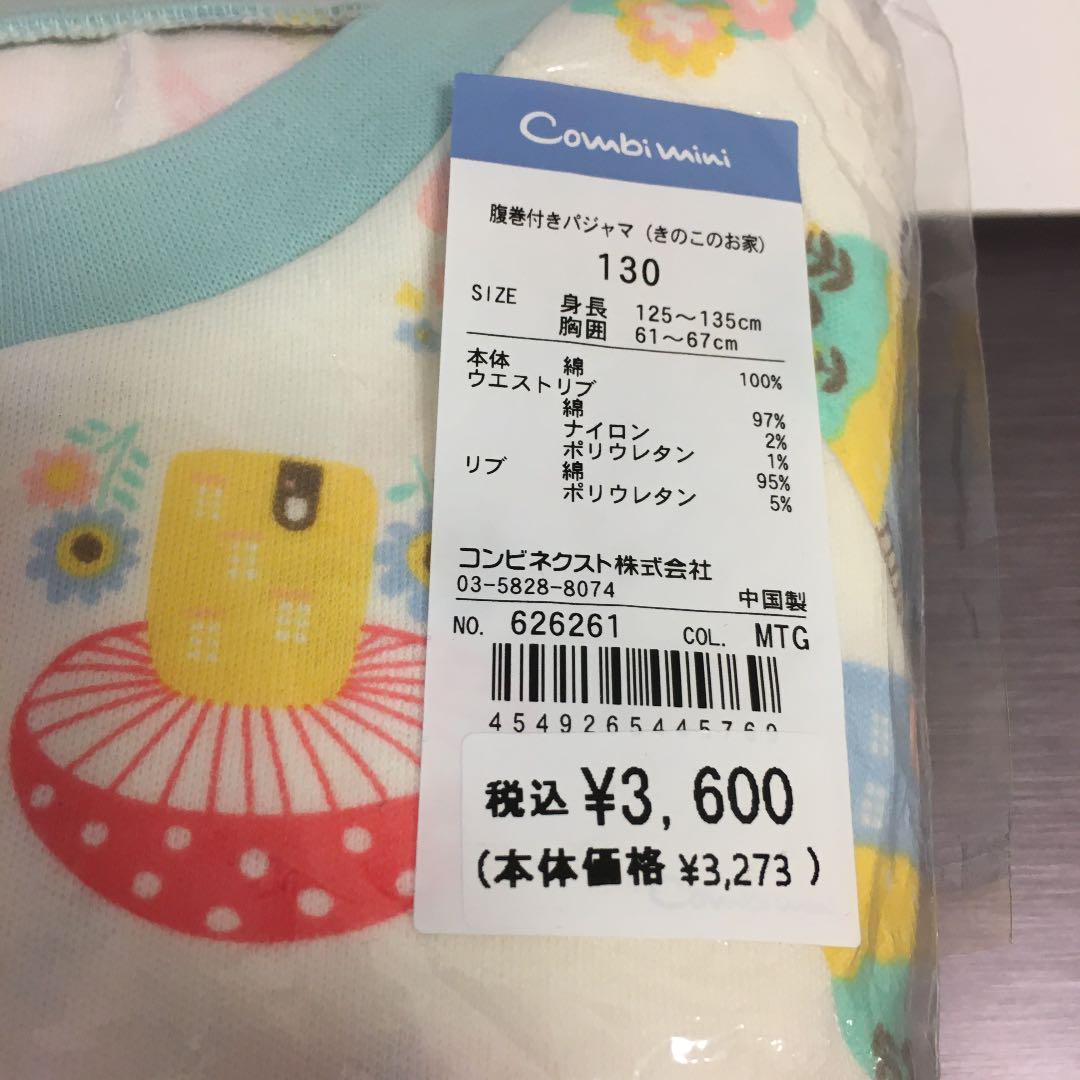 Combi mini
腹巻付きパジャマ（きのこのお家）
130
SIZE 身長 125～135cm
胸囲 61～67cm
本体 綿 100%
ウエストリブ
綿 97%
ナイロン 2%
ポリウレタン 1%
リブ 綿 95%
ポリウレタン 5%
コンビネクスト株式会社
03-5828-8074 中国製
NO. 626261 COL. MTG
税込 ¥3,600
(本体価格 ¥3,273 )